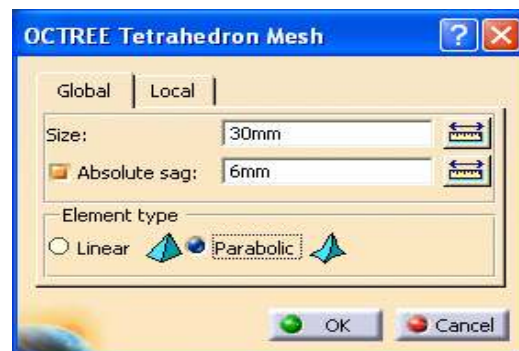 OCTREE Tetrahedron Mesh ?
Global Local
Size: 30mm
Absolute sag: 6mm
Element type
Linear Parabolic
OK Cancel